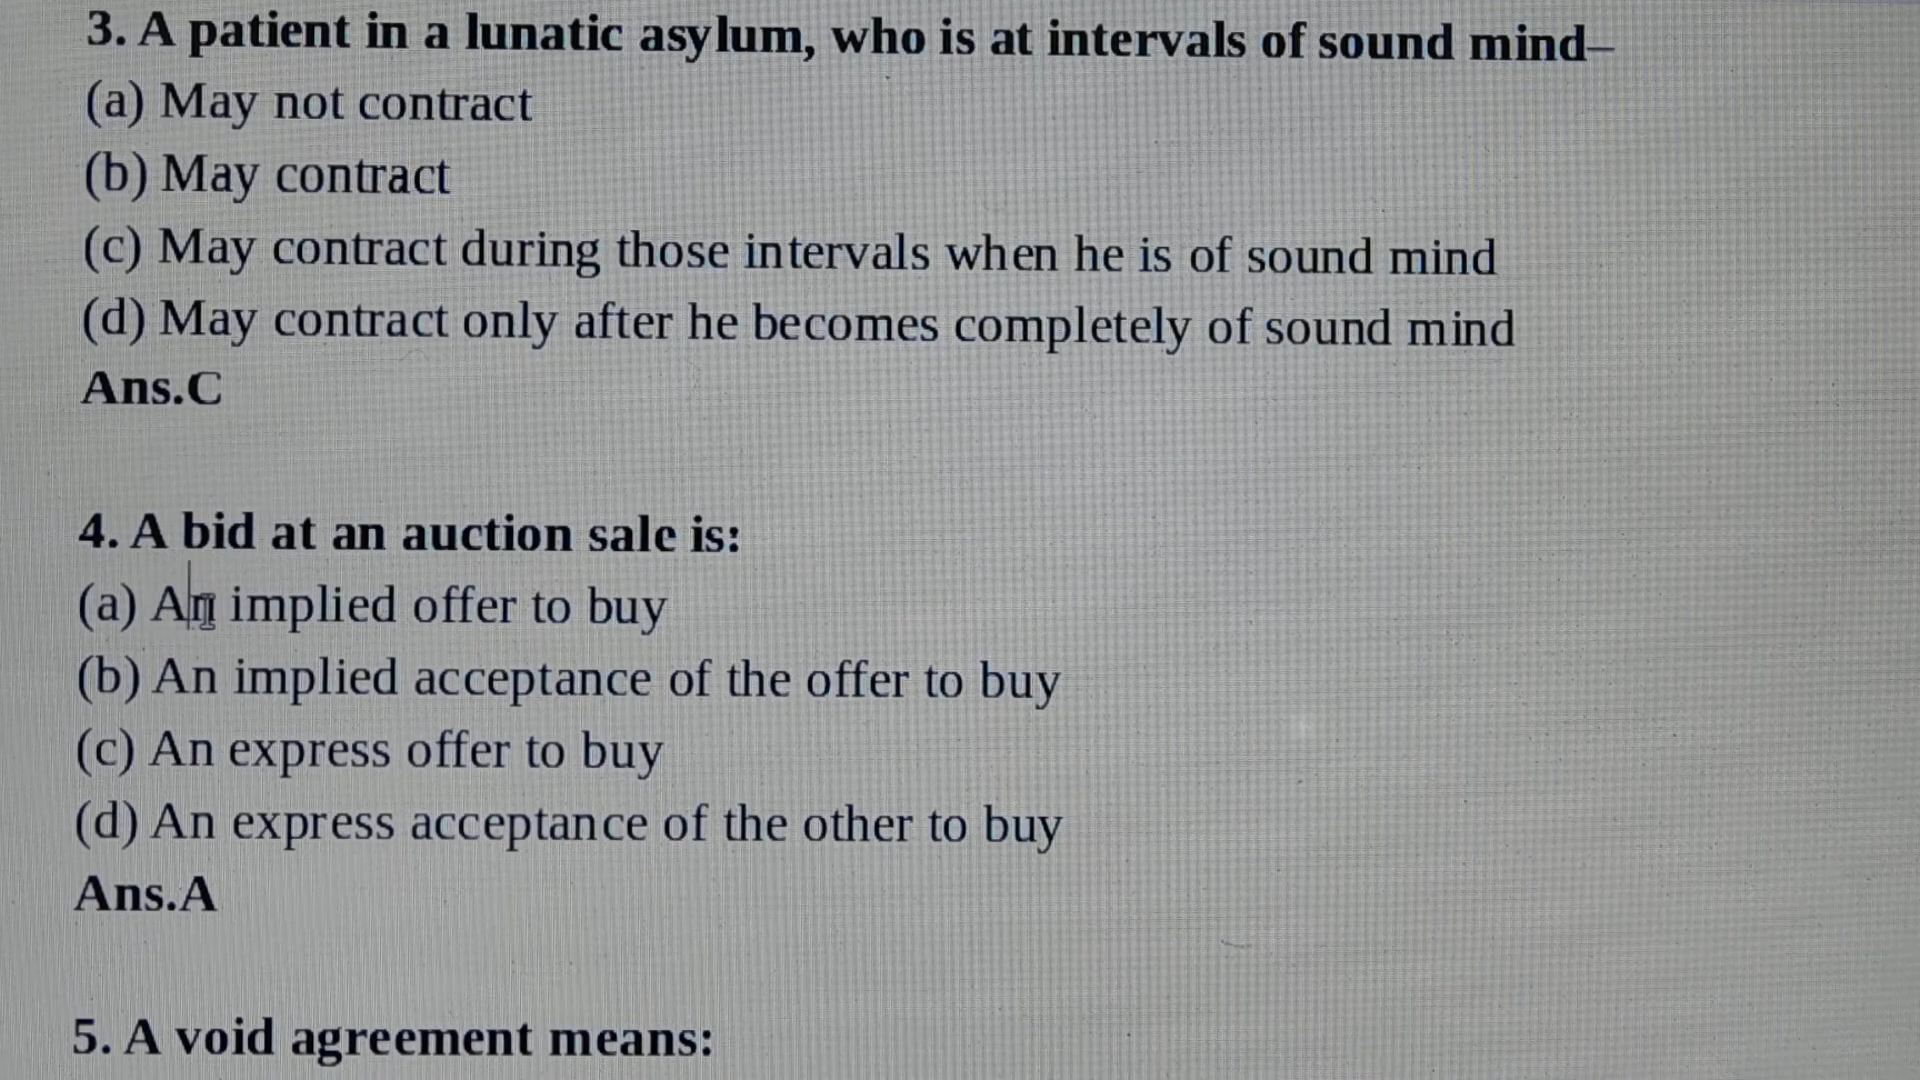 3. A patient in a lunatic asylum, who is at intervals of sound mind–
(a) May not contract
(b) May contract
(c) May contract during those intervals when he is of sound mind
(d) May contract only after he becomes completely of sound mind
Ans.C
4. A bid at an auction sale is:
(a) An implied offer to buy
(b) An implied acceptance of the offer to buy
(c) An express offer to buy
(d) An express acceptance of the other to buy
Ans.A
5. A void agreement means: